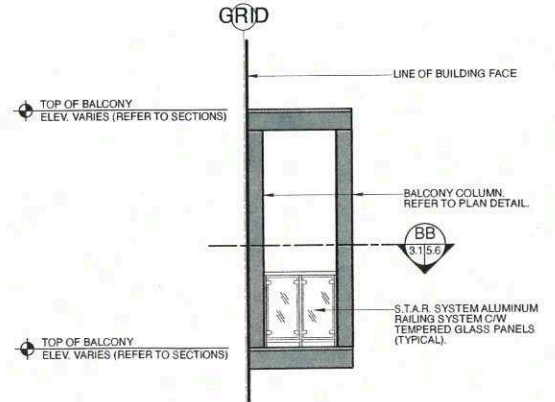 GRID
LINE OF BUILDING FACE
TOP OF BALCONY
ELEV. VARIES (REFER TO SECTIONS)
BALCONY COLUMN.
REFER TO PLAN DETAIL.
BB
3.1 5.6
S.T.A.R. SYSTEM ALUMINUM
RAILING SYSTEM C/W
TEMPERED GLASS PANELS
(TYPICAL).
TOP OF BALCONY
ELEV. VARIES (REFER TO SECTIONS)